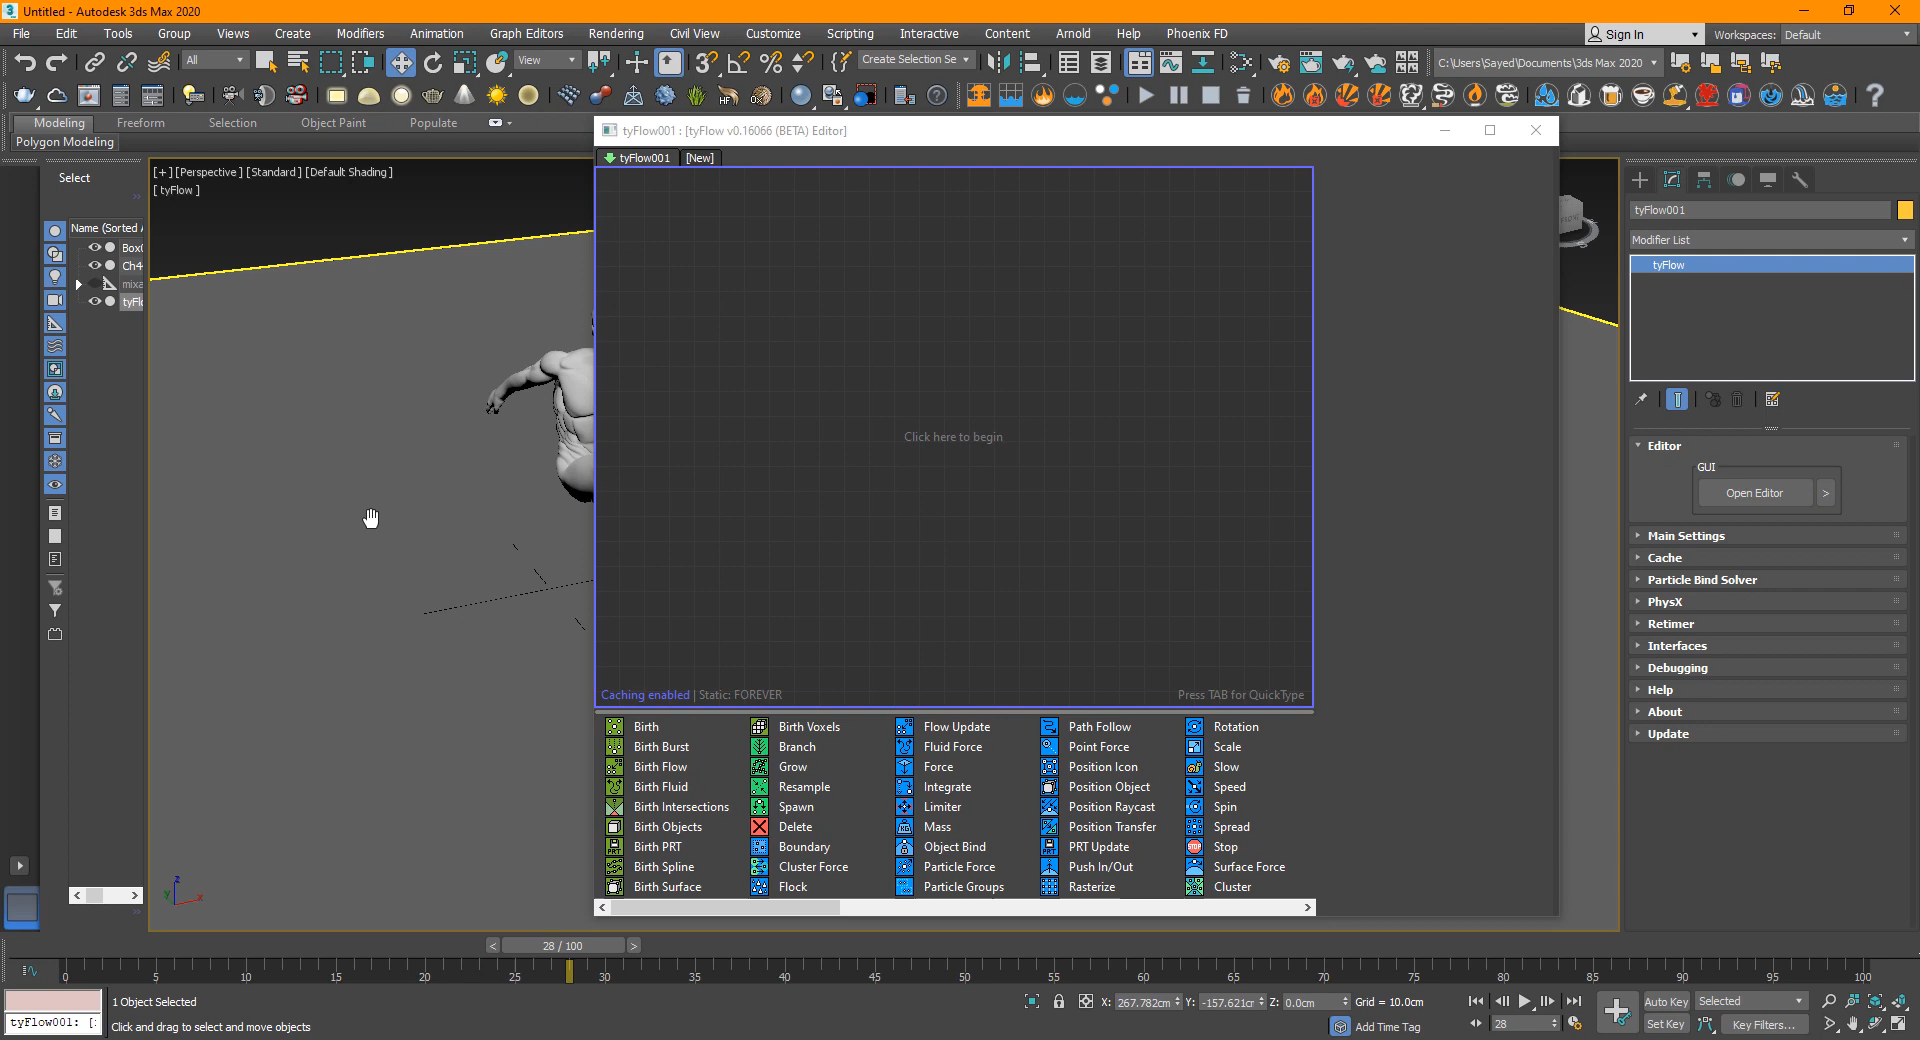 Untitled - Autodesk 3ds Max 2020
File Edit Tools Group Views Create Modifiers Animation Graph Editors Rendering Civil View Customize Scripting Interactive Content Arnold Help Phoenix FD
Sign In Workspaces: Default
All View Create Selection Se C:\Users\Sayed\Documents\3ds Max 2020
Modeling Freeform Selection Object Paint Populate
Polygon Modeling
tyFlow001 : [tyFlow v0.16066 (BETA) Editor]
tyFlow001 [New]
[+] [Perspective ] [Standard ] [Default Shading ]
[ tyFlow ]
Select
Name (Sorted A
Box0
Ch4
mixa
tyFlo
Click here to begin
Caching enabled | Static: FOREVER
Press TAB for QuickType
Birth Birth Voxels Flow Update Path Follow Rotation
Birth Burst Branch Fluid Force Point Force Scale
Birth Flow Grow Force Position Icon Slow
Birth Fluid Resample Integrate Position Object Speed
Birth Intersections Spawn Limiter Position Raycast Spin
Birth Objects Delete Mass Position Transfer Spread
Birth PRT Boundary Object Bind PRT Update Stop
Birth Spline Cluster Force Particle Force Push In/Out Surface Force
Birth Surface Flock Particle Groups Rasterize Cluster
tyFlow001
Modifier List
tyFlow
Editor
GUI
Open Editor >
Main Settings
Cache
Particle Bind Solver
PhysX
Retimer
Interfaces
Debugging
Help
About
Update
z
y
x
< 28 / 100 >
0 5 10 15 20 25 30 35 40 45 50 55 60 65 70 75 80 85 90 95 100
1 Object Selected
X: 267.782cm Y: -157.621cr Z: 0.0cm Grid = 10.0cm
Auto Key Selected
tyFlow001: [
Click and drag to select and move objects
Add Time Tag
28
Set Key Key Filters...